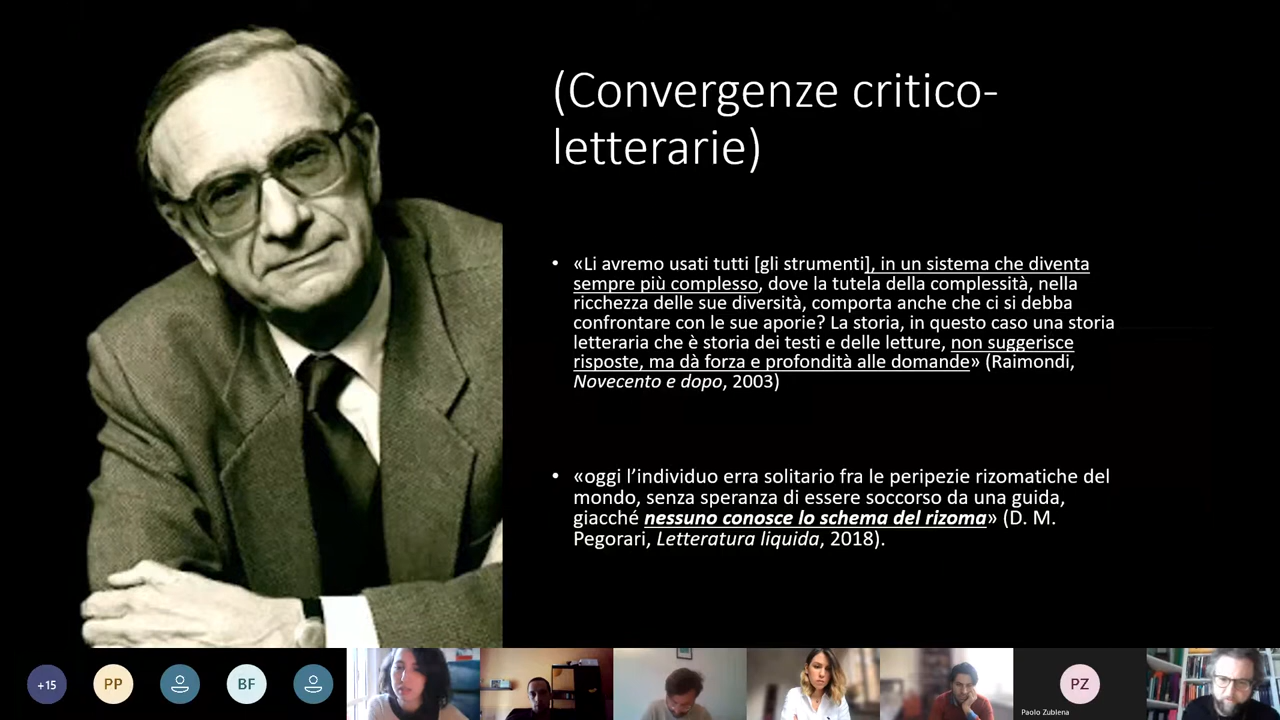 (Convergenze critico-
letterarie)
• «Li avremo usati tutti [gli strumenti], in un sistema che diventa
sempre più complesso, dove la tutela della complessità, nella
ricchezza delle sue diversità, comporta anche che ci si debba
confrontare con le sue aporie? La storia, in questo caso una storia
letteraria che è storia dei testi e delle letture, non suggerisce
risposte, ma dà forza e profondità alle domande» (Raimondi,
Novecento e dopo, 2003)
• «oggi l’individuo erra solitario fra le peripezie rizomatiche del
mondo, senza speranza di essere soccorso da una guida,
giacché nessuno conosce lo schema del rizoma» (D. M.
Pegorari, Letteratura liquida, 2018).
+15
PP
BF
PZ
Paolo Zublena